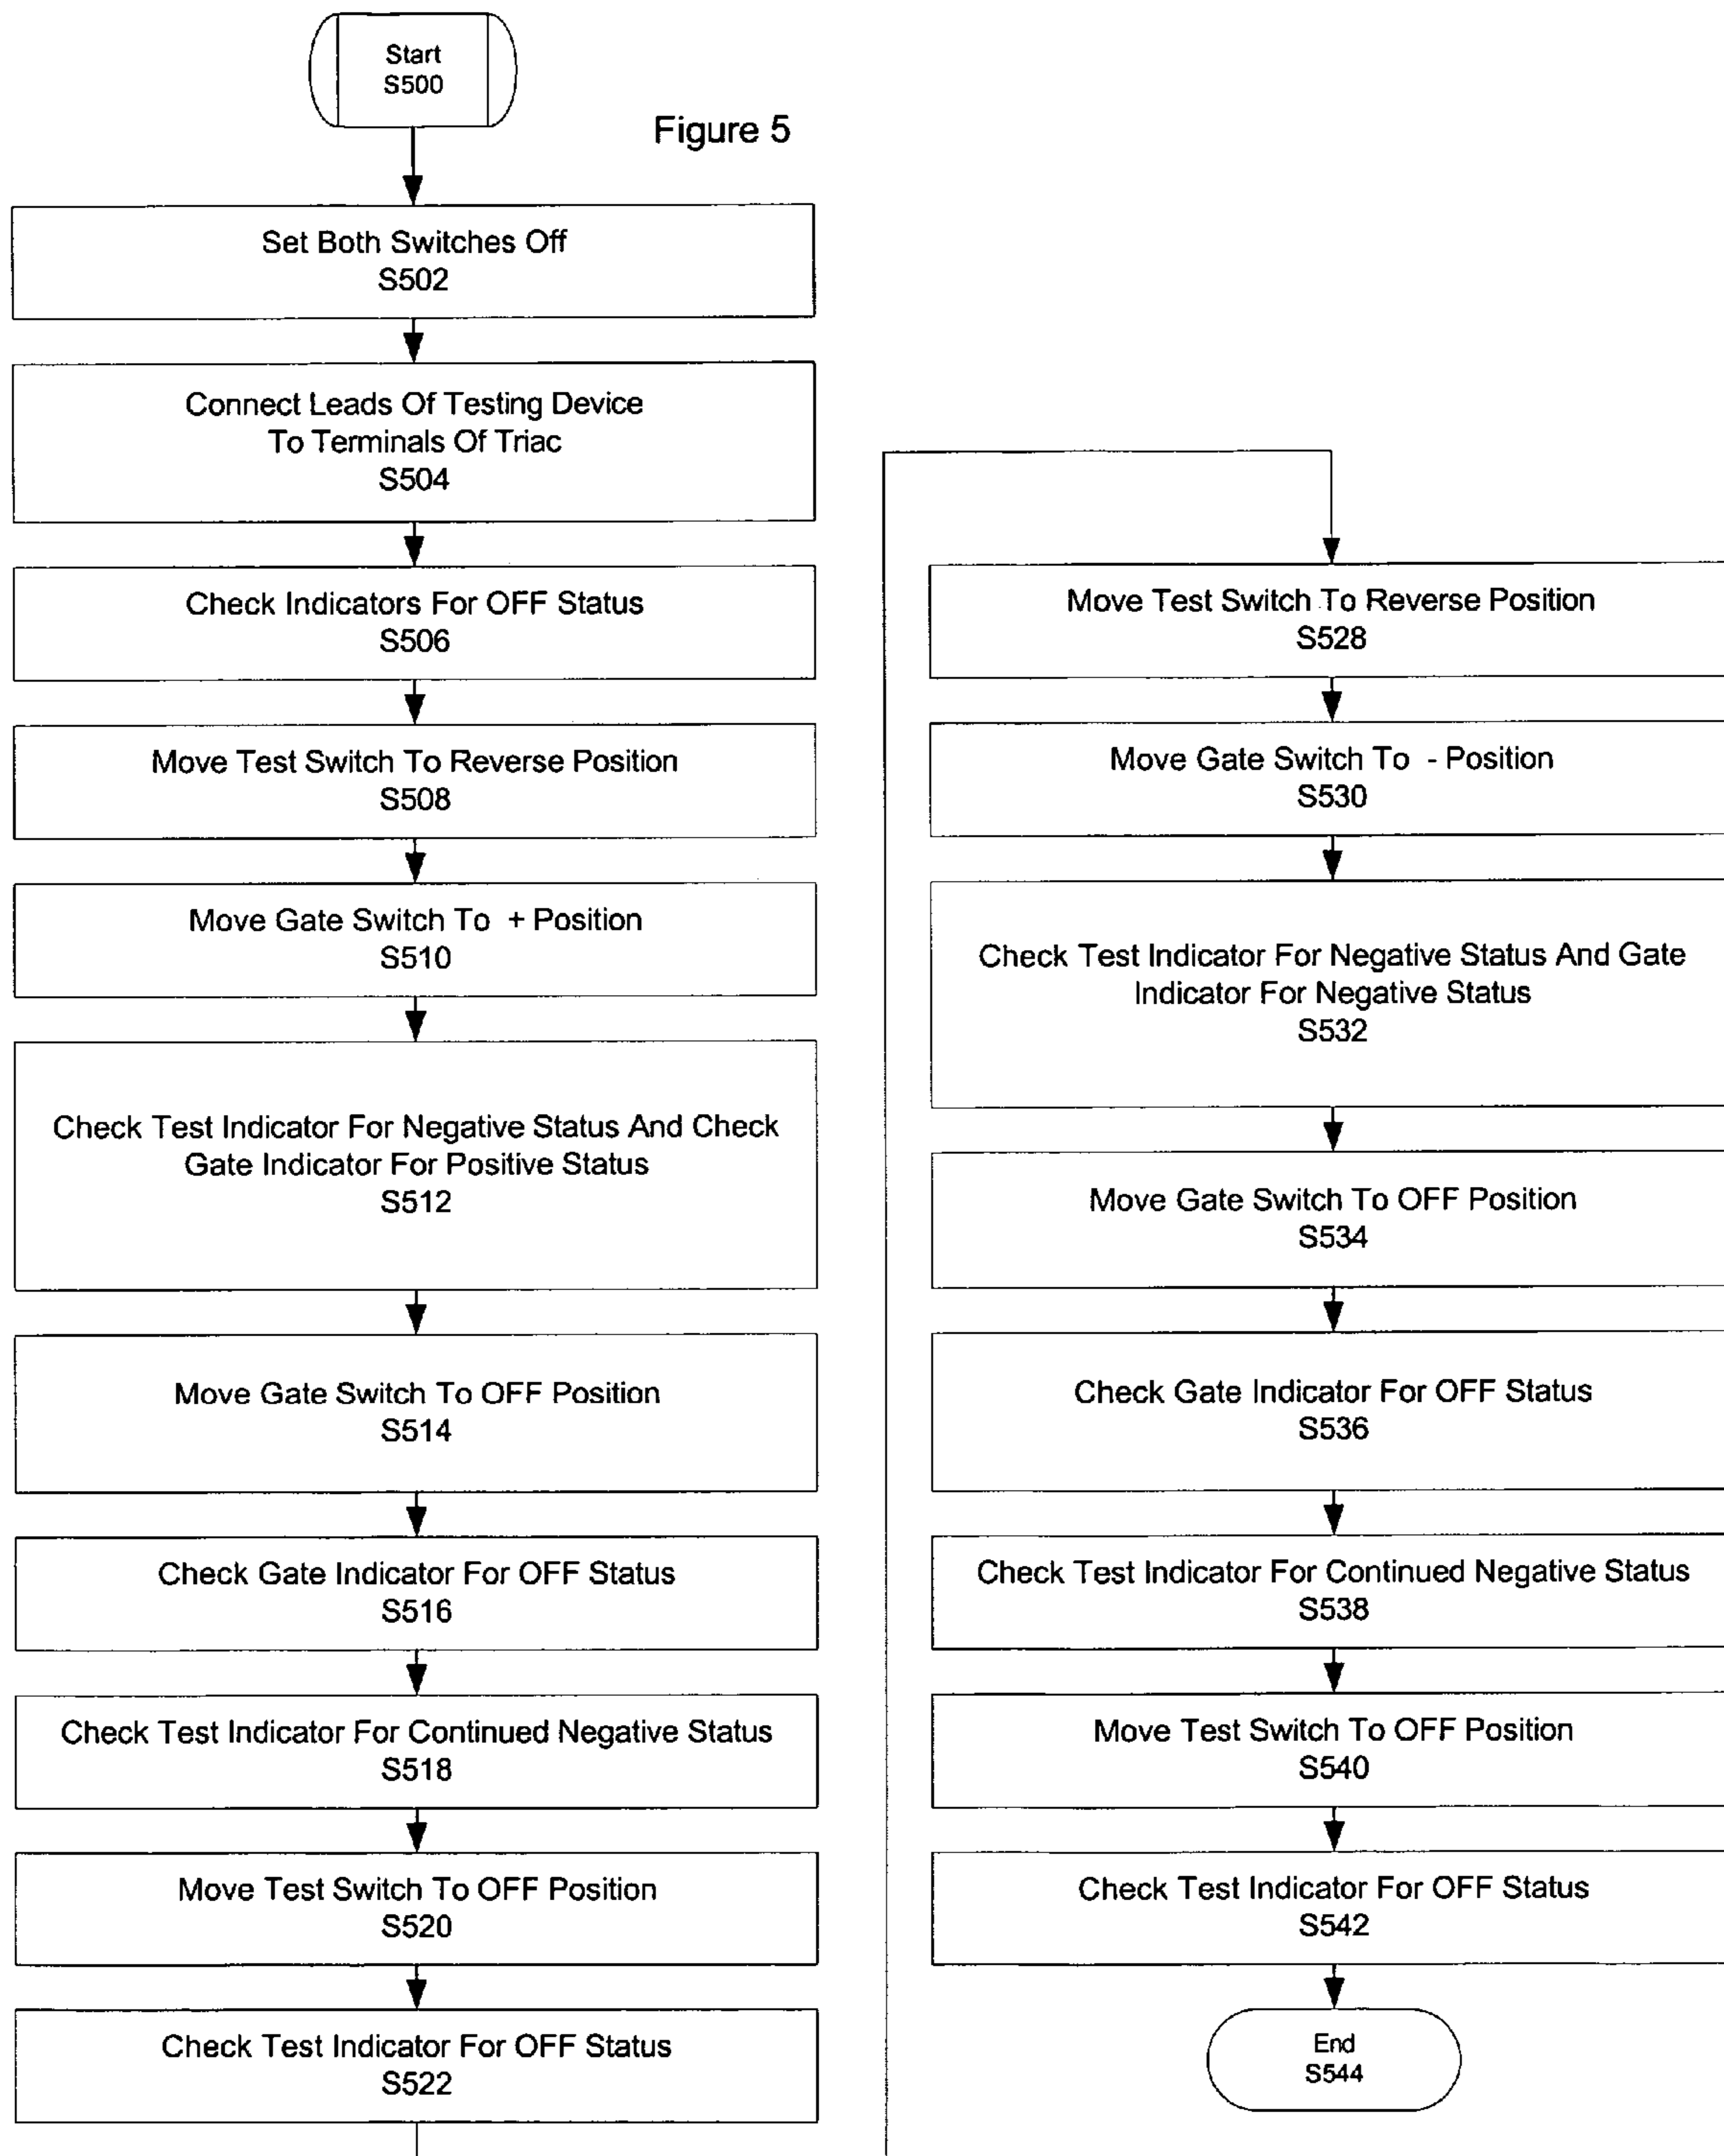 Start
S500
Figure 5
Set Both Switches Off
S502
Connect Leads Of Testing Device
To Terminals Of Triac
S504
Check Indicators For OFF Status
S506
Move Test Switch To Reverse Position
S508
Move Gate Switch To + Position
S510
Check Test Indicator For Negative Status And Check
Gate Indicator For Positive Status
S512
Move Gate Switch To OFF Position
S514
Check Gate Indicator For OFF Status
S516
Check Test Indicator For Continued Negative Status
S518
Move Test Switch To OFF Position
S520
Check Test Indicator For OFF Status
S522
Move Test Switch To Reverse Position
S528
Move Gate Switch To - Position
S530
Check Test Indicator For Negative Status And Gate
Indicator For Negative Status
S532
Move Gate Switch To OFF Position
S534
Check Gate Indicator For OFF Status
S536
Check Test Indicator For Continued Negative Status
S538
Move Test Switch To OFF Position
S540
Check Test Indicator For OFF Status
S542
End
S544